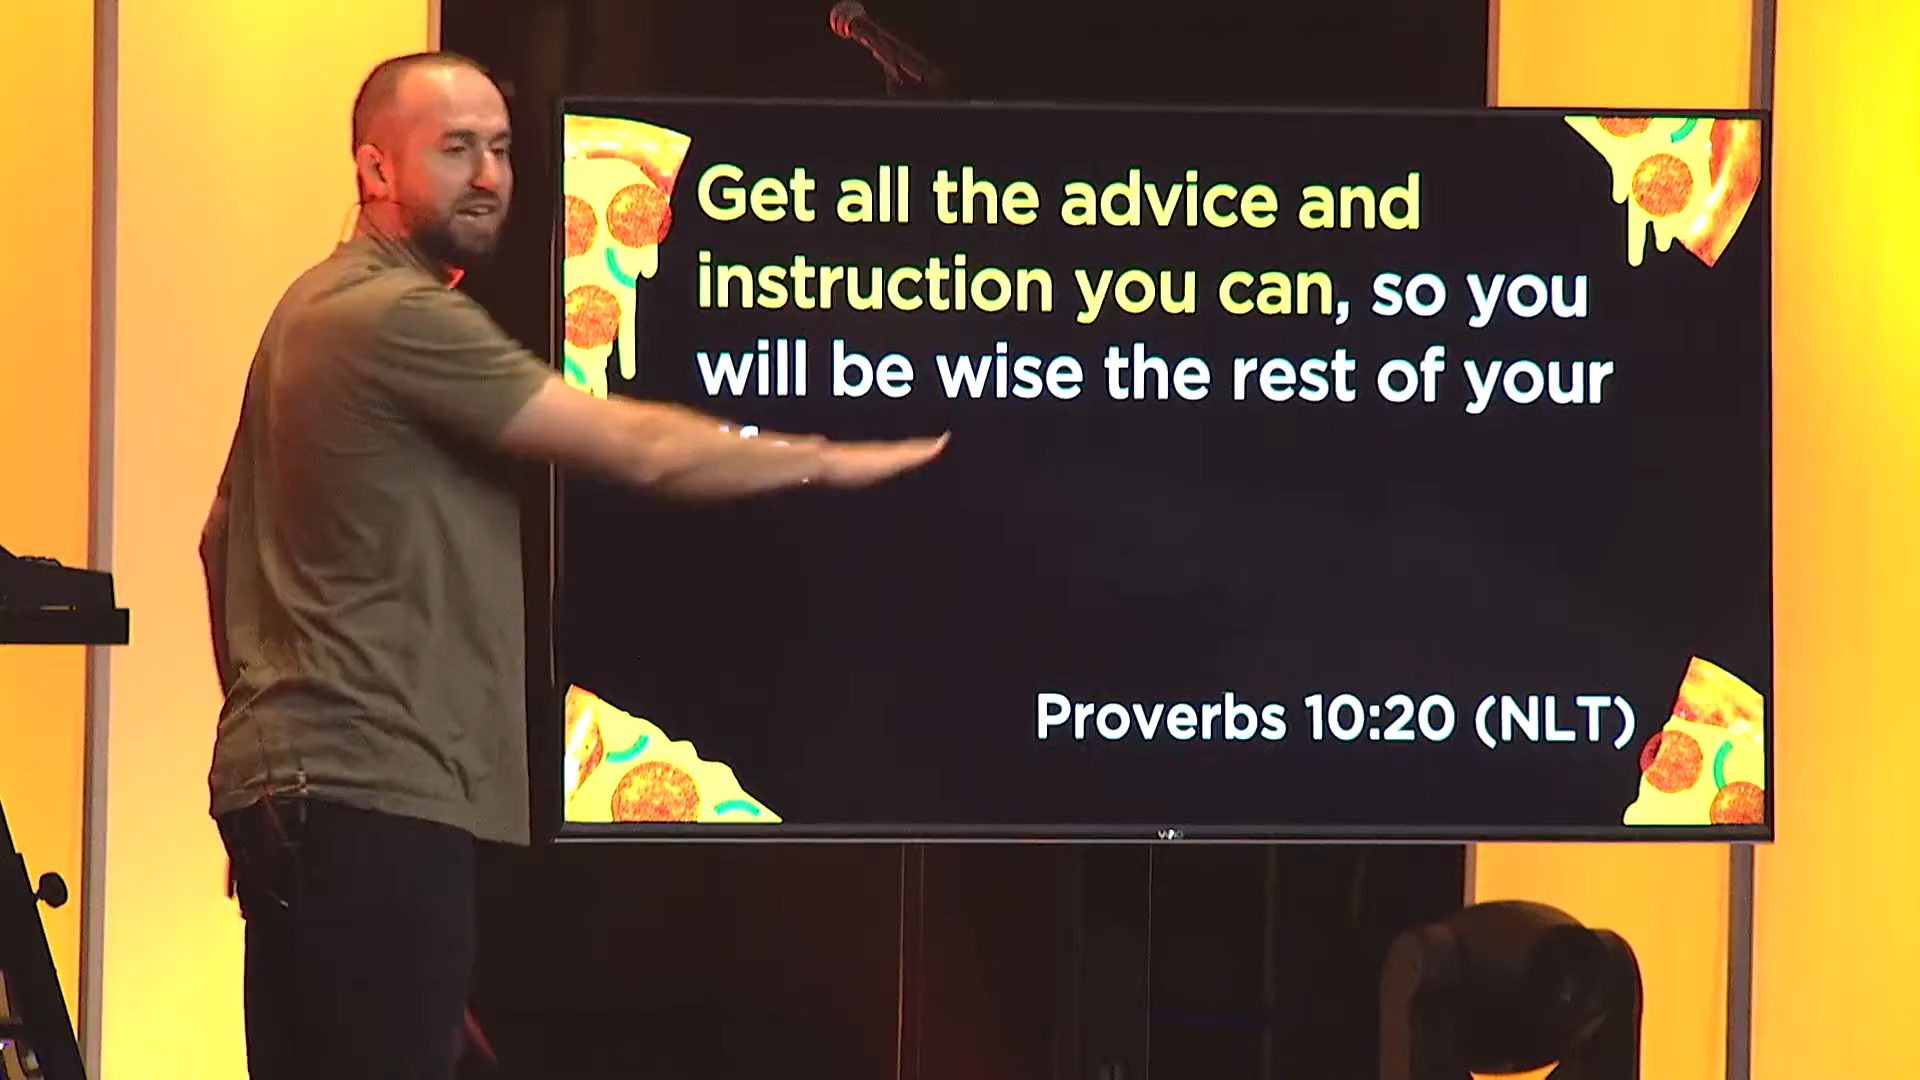 Get all the advice and
instruction you can, so you
will be wise the rest of your
Proverbs 10:20 (NLT)